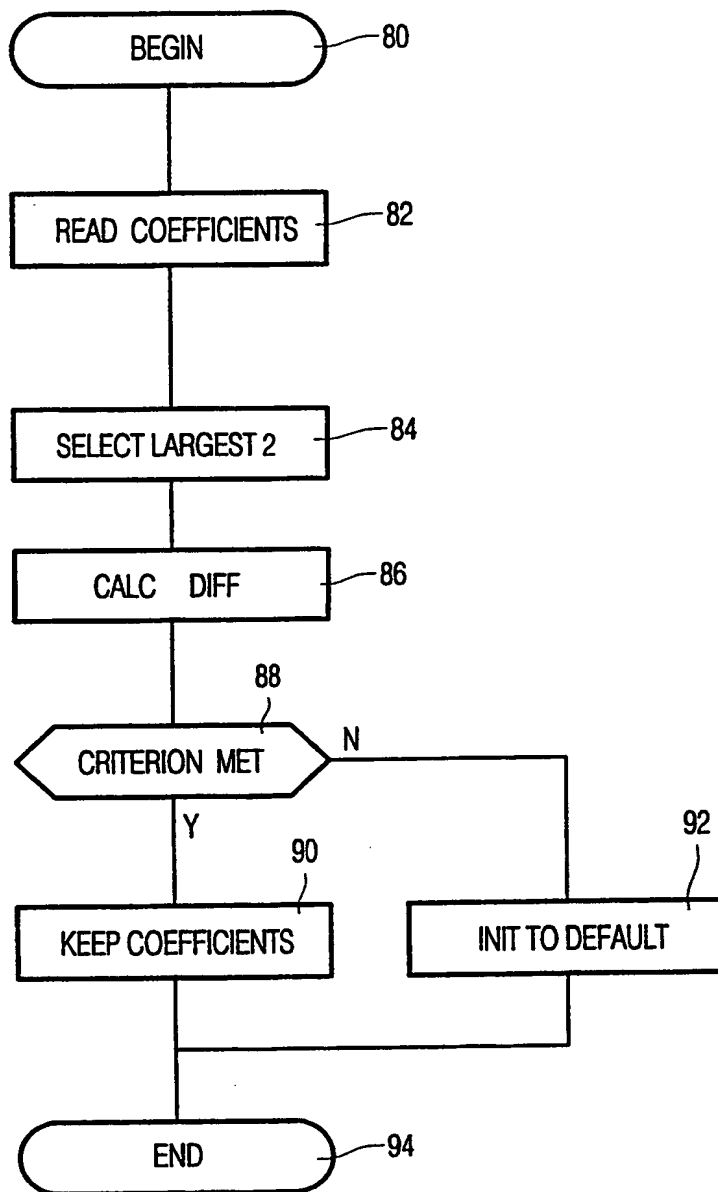 BEGIN
80
READ COEFFICIENTS
82
SELECT LARGEST 2
84
CALC DIFF
86
88
CRITERION MET
N
Y
90
92
KEEP COEFFICIENTS
INIT TO DEFAULT
END
94